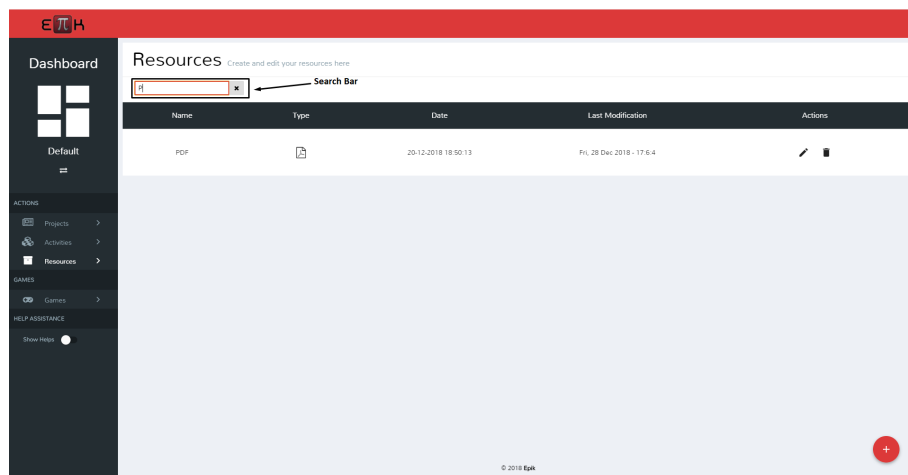 EπK
Dashboard
Default
ACTIONS
Projects
Activities
Resources
GAMES
Games
HELP ASSISTANCE
Show Helps
Resources Create and edit your resources here
P
Search Bar
Name Type Date Last Modification Actions
PDF 20-12-2018 18:50:13 Fri, 28 Dec 2018 - 17:6:4
© 2018 Epik